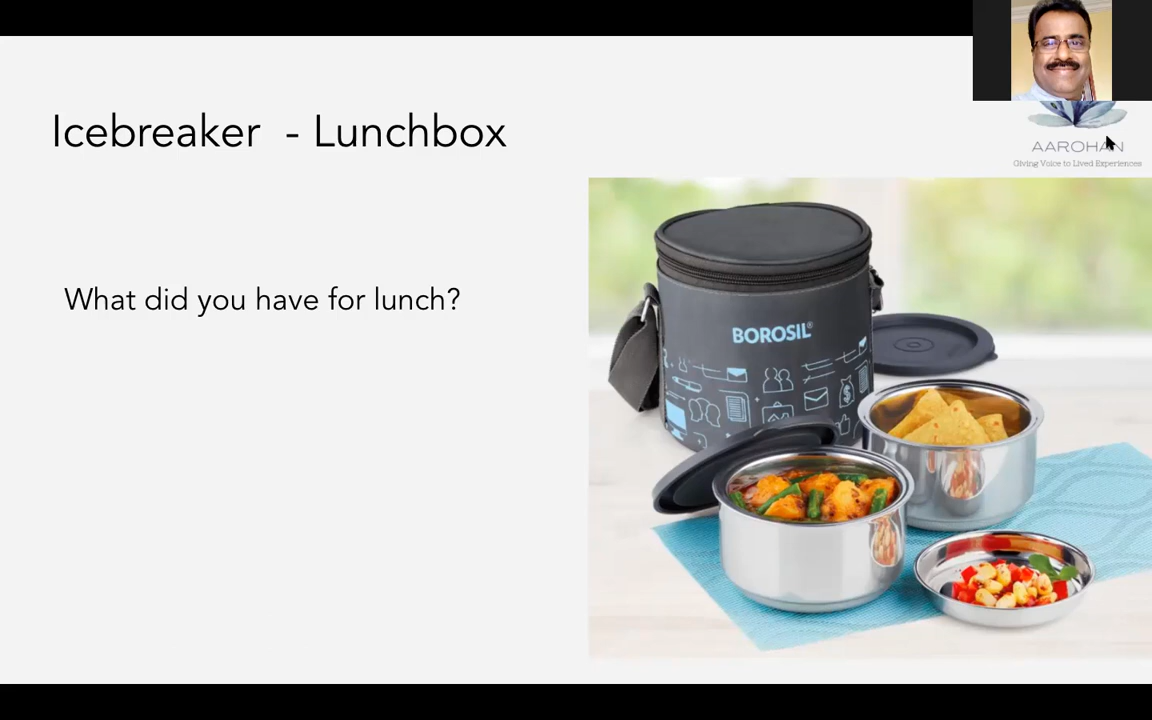 Icebreaker - Lunchbox
AAROHAN
Giving Voice to Lived Experiences
What did you have for lunch?
BOROSIL®